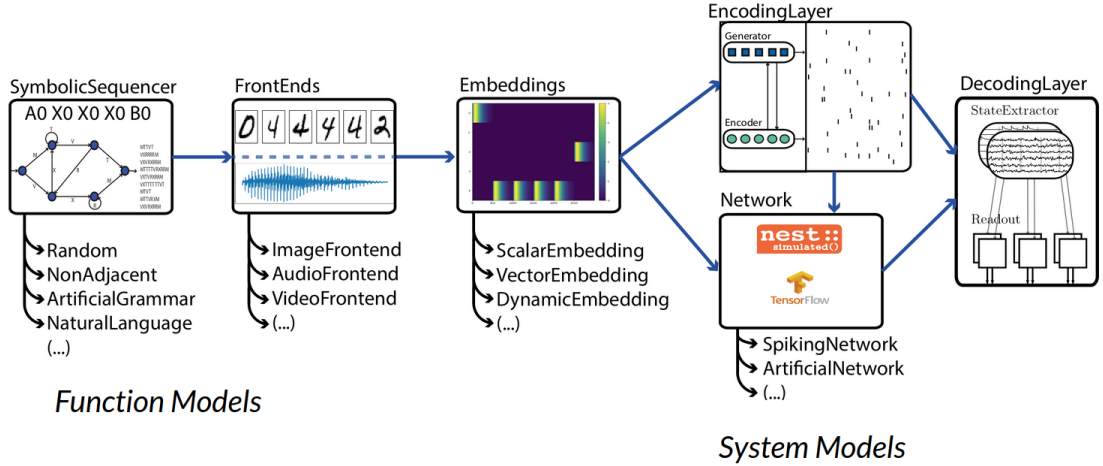 SymbolicSequencer
A0 X0 X0 X0 B0
Random
NonAdjacent
ArtificialGrammar
NaturalLanguage
(...)
FrontEnds
0 4 4 4 4 2
ImageFrontend
AudioFrontend
VideoFrontend
(...)
Embeddings
ScalarEmbedding
VectorEmbedding
DynamicEmbedding
(...)
EncodingLayer
Generator
Encoder
Network
nest::
simulated()
TensorFlow
SpikingNetwork
ArtificialNetwork
(...)
DecodingLayer
StateExtractor
Readout
Function Models
System Models